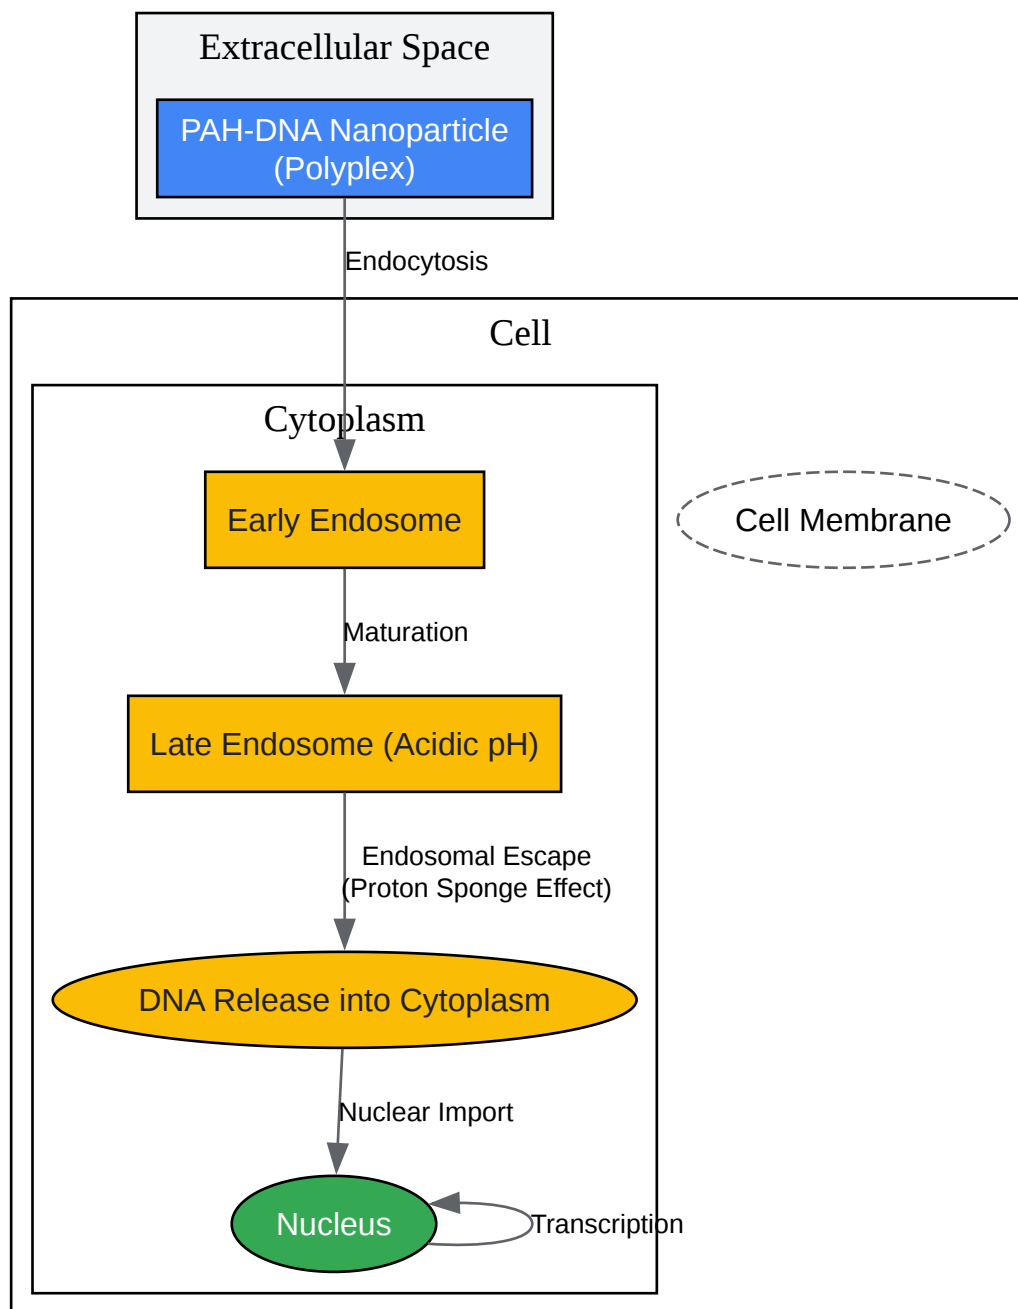 Extracellular Space
PAH-DNA Nanoparticle
(Polyplex)
Endocytosis
Cell
Cytoplasm
Early Endosome
Cell Membrane
Maturation
Late Endosome (Acidic pH)
Endosomal Escape
(Proton Sponge Effect)
DNA Release into Cytoplasm
Nuclear Import
Nucleus
Transcription